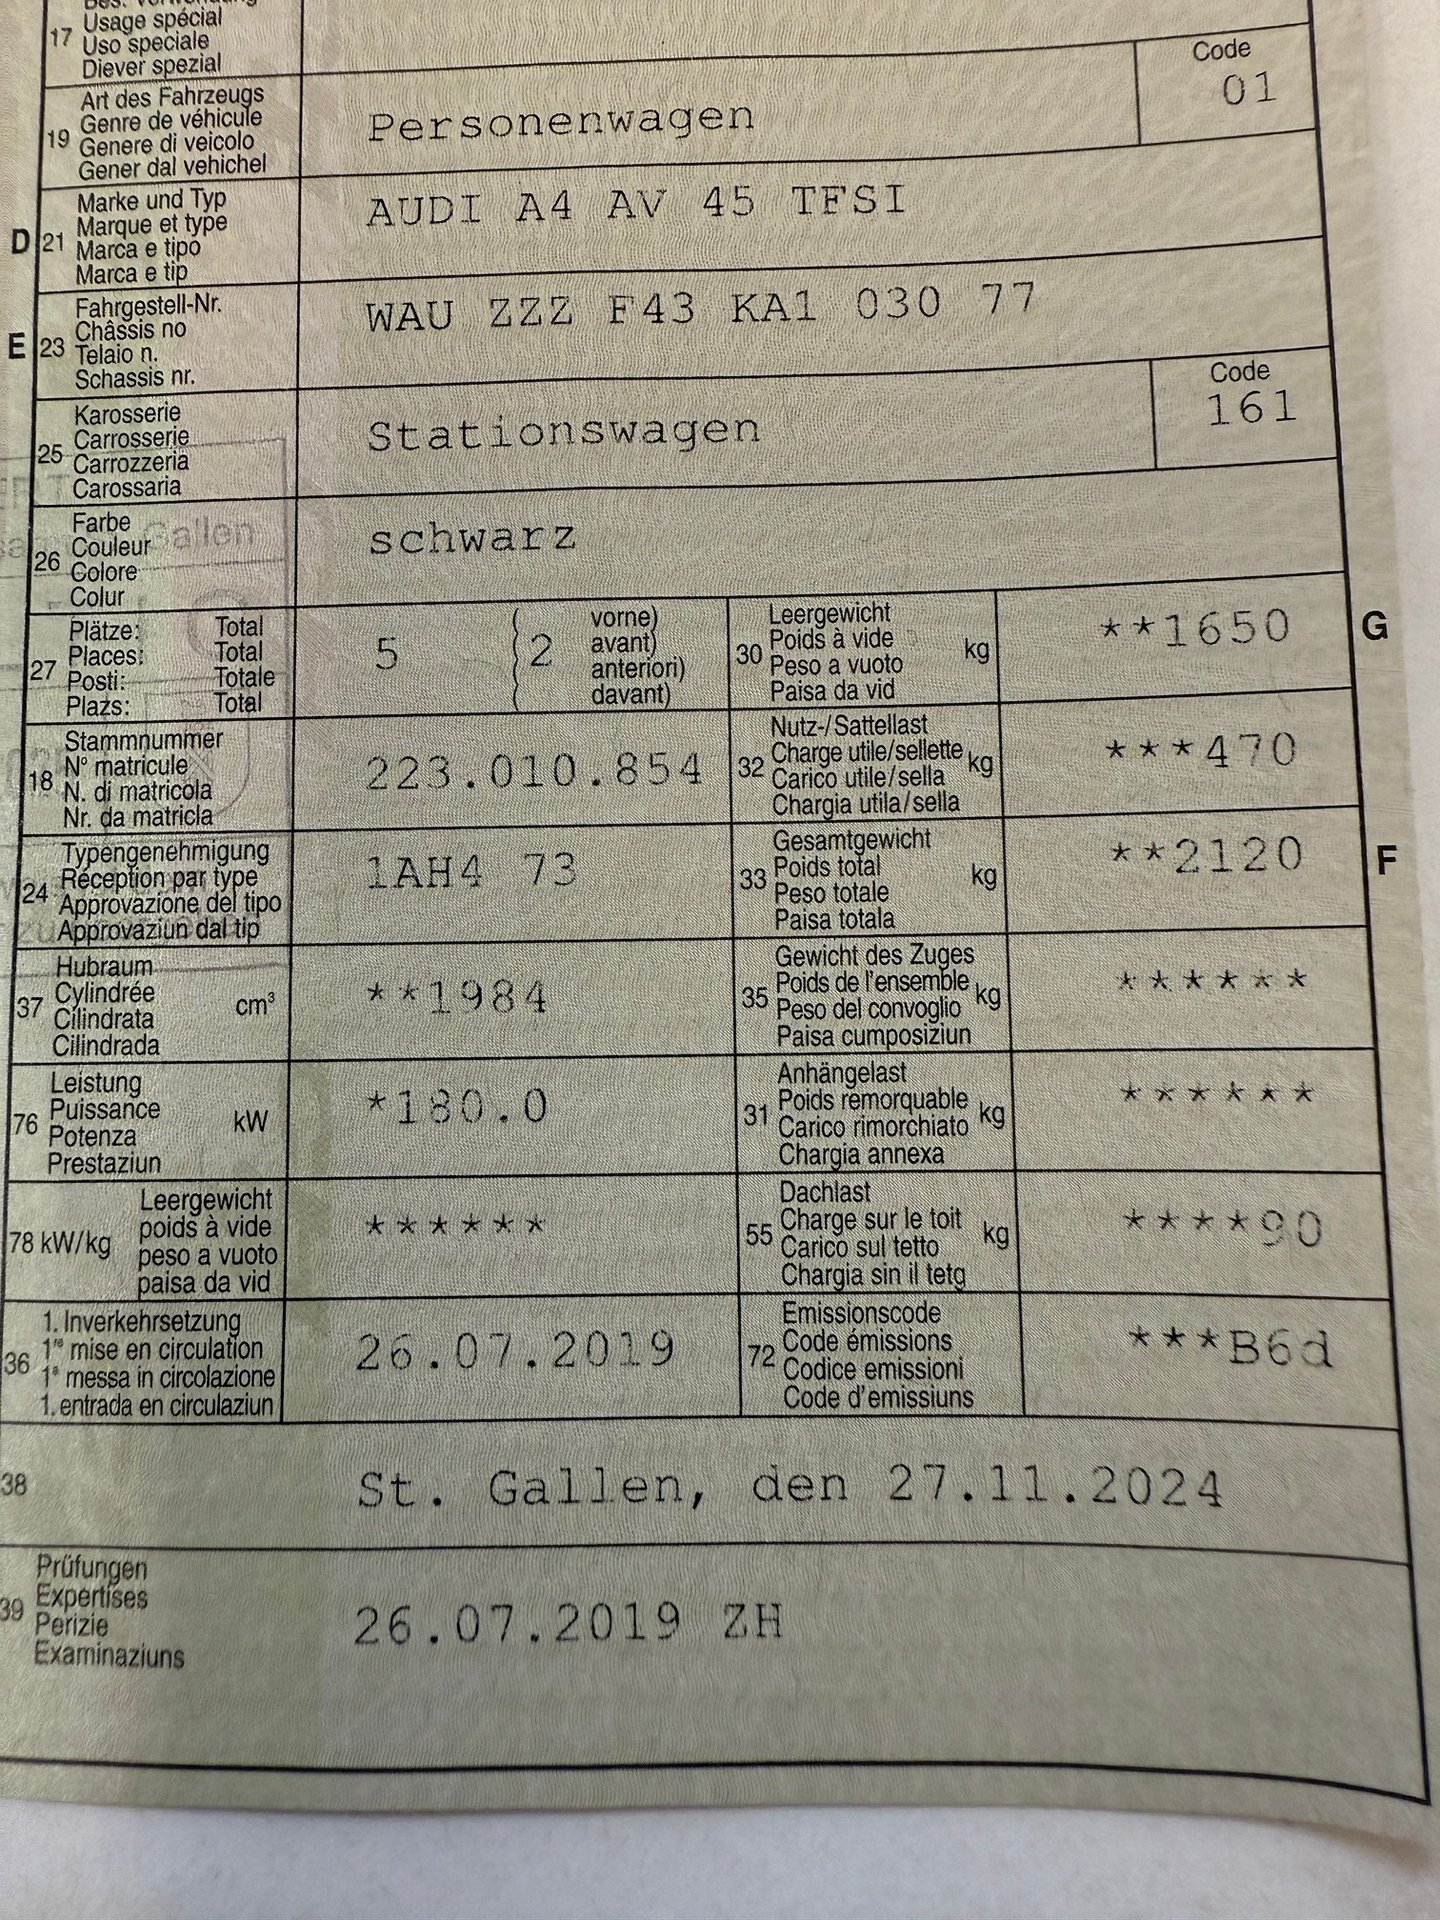 17 Usage spécial
Uso speciale
Diever spezial
19 Art des Fahrzeugs
Genre de véhicule
Genere di veicolo
Gener dal vehichel
Personenwagen
Code
01
D 21 Marke und Typ
Marque et type
Marca e tipo
Marca e tip
AUDI A4 AV 45 TFSI
E 23 Fahrgestell-Nr.
Châssis no
Telaio n.
Schassis nr.
WAU ZZZ F43 KA1 030 77
25 Karosserie
Carrosserie
Carrozzeria
Carossaria
Stationswagen
Code
161
26 Farbe
Couleur
Colore
Colur
schwarz
27 Plätze: Total
Places: Total
Posti: Totale
Plazs: Total
5 ( 2 vorne)
( avant)
( anteriori)
( davant)
30 Leergewicht
Poids à vide kg
Peso a vuoto
Paisa da vid
**1650 G
18 Stammnummer
N° matricule
N. di matricola
Nr. da matricla
223.010.854
32 Nutz-/Sattellast
Charge utile/sellette kg
Carico utile/sella
Chargia utila/sella
***470
24 Typengenehmigung
Réception par type
Approvazione del tipo
Approvaziun dal tip
1AH4 73
33 Gesamtgewicht
Poids total kg
Peso totale
Paisa totala
**2120 F
37 Hubraum
Cylindrée cm³
Cilindrata
Cilindrada
**1984
35 Gewicht des Zuges
Poids de l'ensemble kg
Peso del convoglio
Paisa cumposiziun
******
76 Leistung
Puissance kW
Potenza
Prestaziun
*180.0
31 Anhängelast
Poids remorquable kg
Carico rimorchiato
Chargia annexa
******
78 kW/kg Leergewicht
poids à vide
peso a vuoto
paisa da vid
******
55 Dachlast
Charge sur le toit kg
Carico sul tetto
Chargia sin il tetg
****90
36 1. Inverkehrsetzung
1re mise en circulation
1a messa in circolazione
1. entrada en circulaziun
26.07.2019
72 Emissionscode
Code émissions
Codice emissioni
Code d'emissiuns
***B6d
38 St. Gallen, den 27.11.2024
39 Prüfungen
Expertises
Perizie
Examinaziuns
26.07.2019 ZH